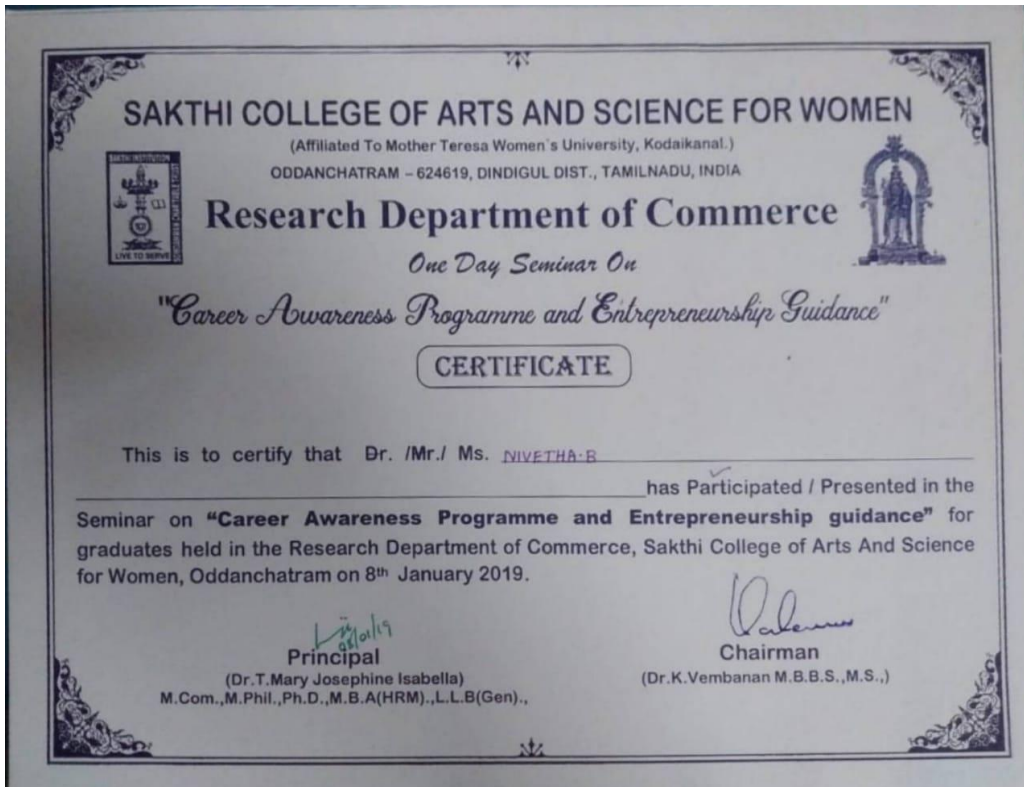 SAKTHI COLLEGE OF ARTS AND SCIENCE FOR WOMEN
(Affiliated To Mother Teresa Women's University, Kodaikanal.)
ODDANCHATRAM – 624619, DINDIGUL DIST., TAMILNADU, INDIA
SAKTHI INSTITUTION
LIVE TO SERVE
Research Department of Commerce
One Day Seminar On
"Career Awareness Programme and Entrepreneurship Guidance"
CERTIFICATE
This is to certify that Dr. /Mr./ Ms. NIVETHA.B
has Participated / Presented in the
Seminar on “Career Awareness Programme and Entrepreneurship guidance” for
graduates held in the Research Department of Commerce, Sakthi College of Arts And Science
for Women, Oddanchatram on 8th January 2019.
08/01/19
Principal
(Dr.T.Mary Josephine Isabella)
M.Com.,M.Phil.,Ph.D.,M.B.A(HRM).,L.L.B(Gen).,
Chairman
(Dr.K.Vembanan M.B.B.S.,M.S.,)